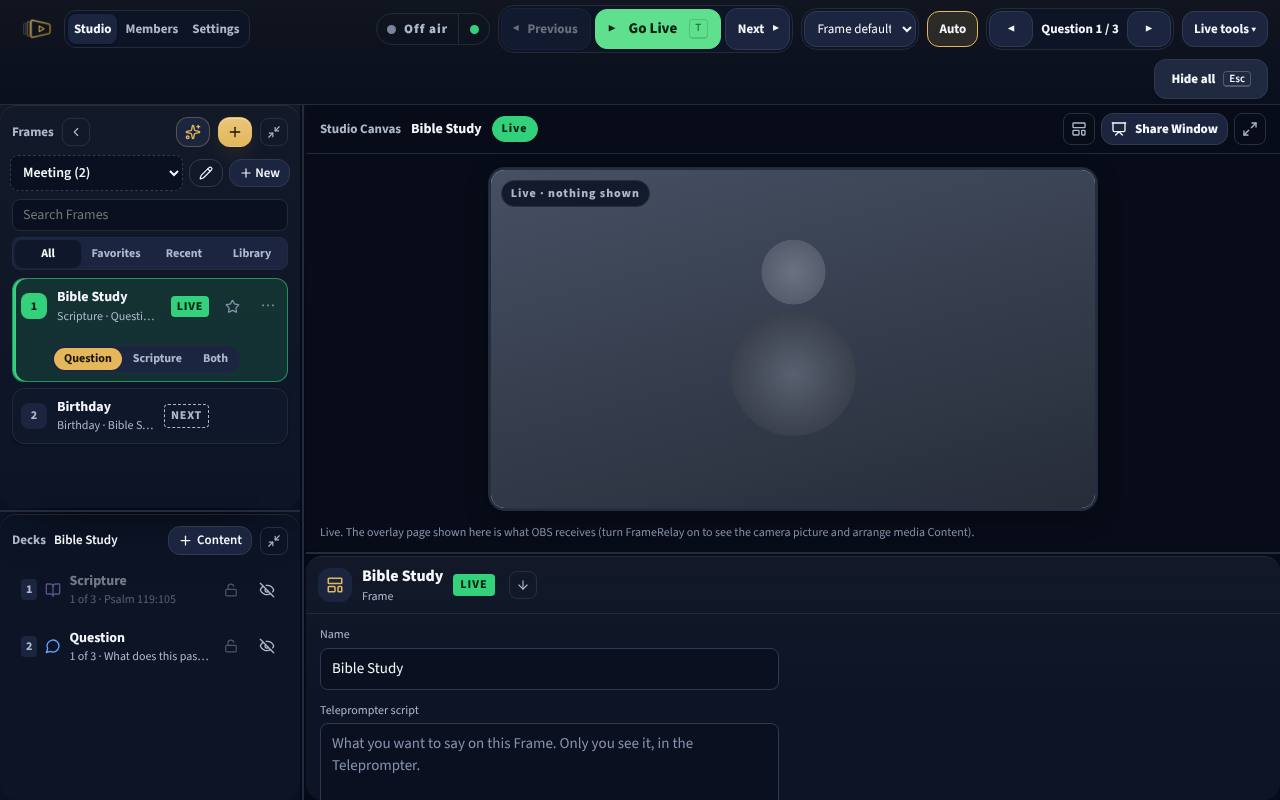 Studio
Members
Settings
Off air
◄ Previous
► Go Live T
Next ►
Frame default
Auto
◄
Question 1 / 3
►
Live tools ▾
Hide all Esc
Frames
Meeting (2)
New
Search Frames
All
Favorites
Recent
Library
1
Bible Study
Scripture · Questi...
LIVE
Question
Scripture
Both
2
Birthday
Birthday · Bible S...
NEXT
Decks Bible Study
Content
1
Scripture
1 of 3 · Psalm 119:105
2
Question
1 of 3 · What does this pas...
Studio Canvas Bible Study Live
Share Window
Live · nothing shown
Live. The overlay page shown here is what OBS receives (turn FrameRelay on to see the camera picture and arrange media Content).
Bible Study
Frame
LIVE
Name
Bible Study
Teleprompter script
What you want to say on this Frame. Only you see it, in the
Teleprompter.